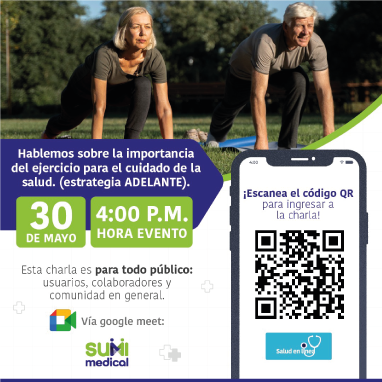 Hablemos sobre la importancia
del ejercicio para el cuidado de la
salud. (estrategia ADELANTE).
30
DE MAYO
4:00 P.M.
HORA EVENTO
Esta charla es para todo público:
usuarios, colaboradores y
comunidad en general.
Vía google meet:
SUMI
medical
4:00
¡Escanea el código QR
para ingresar a
la charla!
Salud en línea